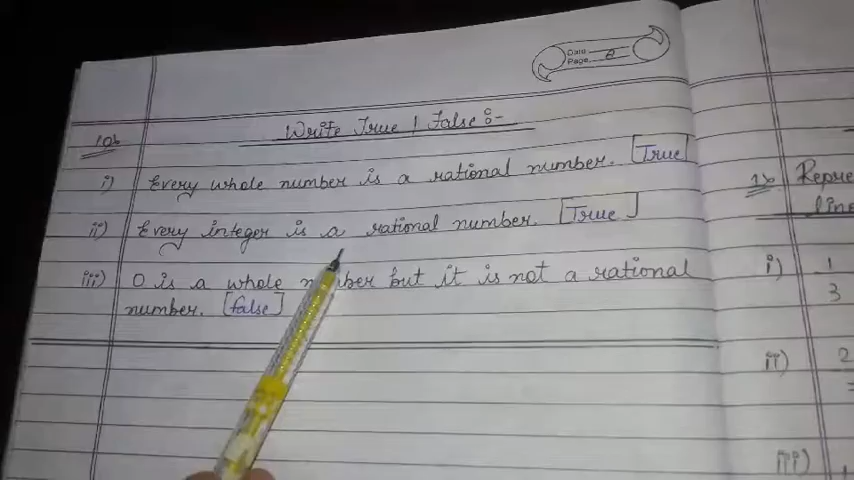 Date
Page 2
10)
Write True / False :-
i) Every whole number is a rational number. [True]
ii) Every integer is a rational number. [True]
iii) 0 is a whole number but it is not a rational
number. [false]
1)
Repre
line
i) 1
3
ii) 2
iii)